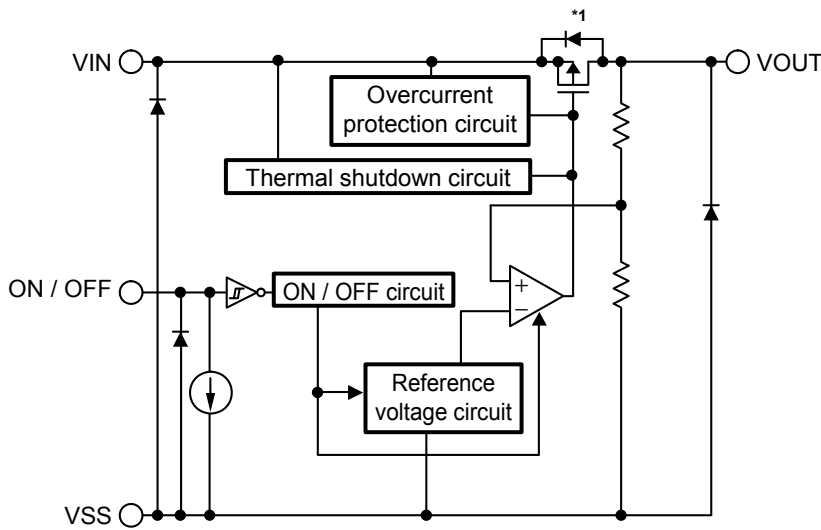 *1
VIN
VOUT
Overcurrent
protection circuit
Thermal shutdown circuit
ON / OFF
ON / OFF circuit
+
−
Reference
voltage circuit
VSS